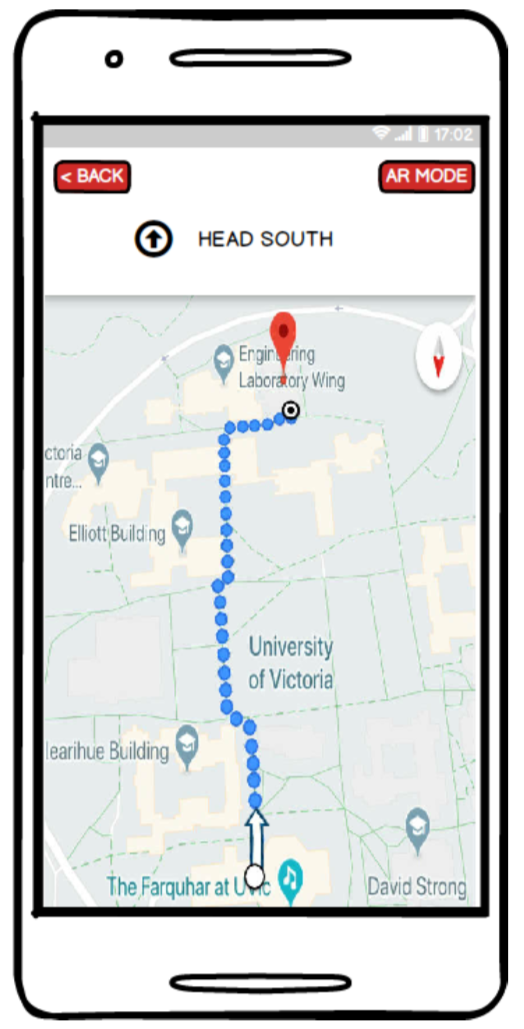 17:02
< BACK
AR MODE
HEAD SOUTH
Engineering
Laboratory Wing
ctoria
ntre...
Elliott Building
University
of Victoria
learihue Building
The Farquhar at UVic
David Strong